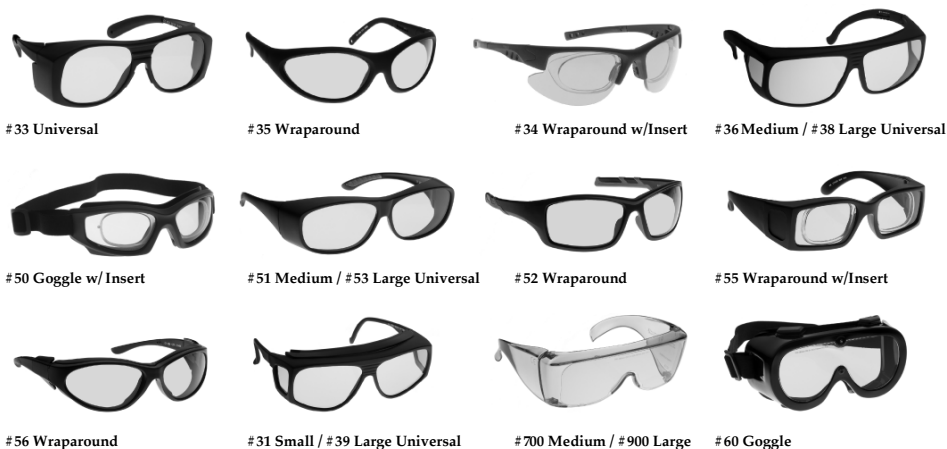 #33 Universal
#35 Wraparound
#34 Wraparound w/Insert
#36 Medium / #38 Large Universal
#50 Goggle w/ Insert
#51 Medium / #53 Large Universal
#52 Wraparound
#55 Wraparound w/Insert
#56 Wraparound
#31 Small / #39 Large Universal
#700 Medium / #900 Large
#60 Goggle